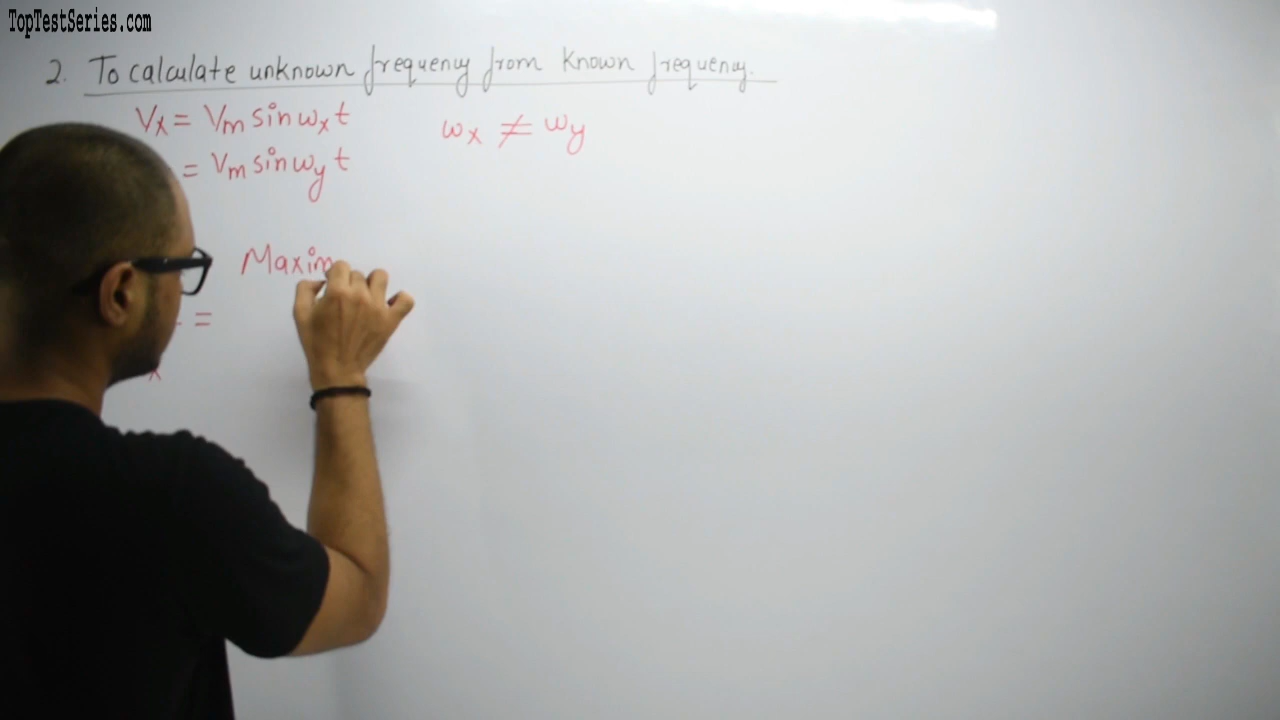 TopTestSeries.com
2. To calculate unknown frequency from known frequency.
Vx = Vm sin ωx t
ωx ≠ ωy
= Vm sin ωy t
Maxim
=
x